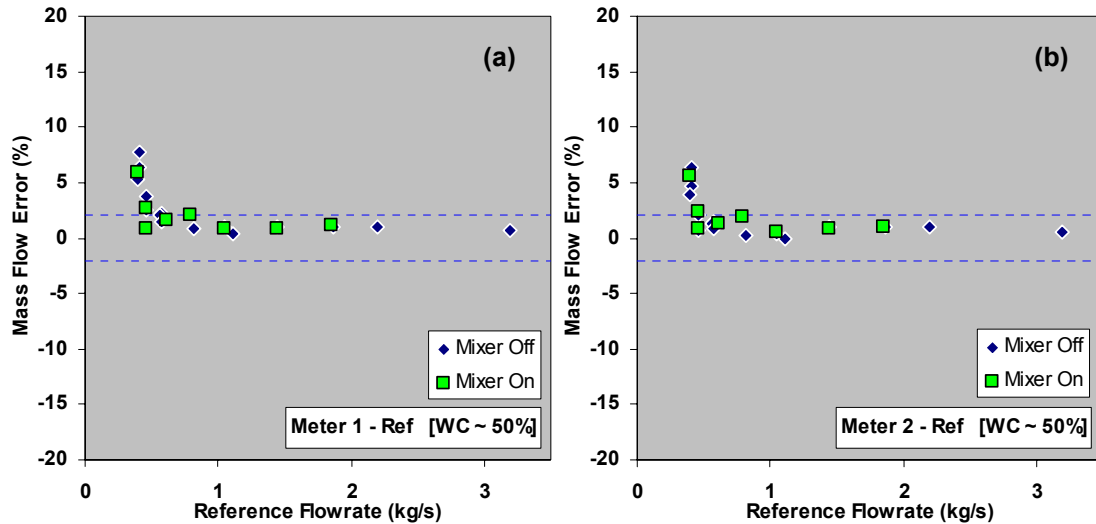 20
15
10
5
0
-5
-10
-15
-20
Mass Flow Error (%)
(a)
Mixer Off
Mixer On
Meter 1 - Ref [WC ~ 50%]
0 1 2 3
Reference Flowrate (kg/s)
20
15
10
5
0
-5
-10
-15
-20
Mass Flow Error (%)
(b)
Mixer Off
Mixer On
Meter 2 - Ref [WC ~ 50%]
0 1 2 3
Reference Flowrate (kg/s)